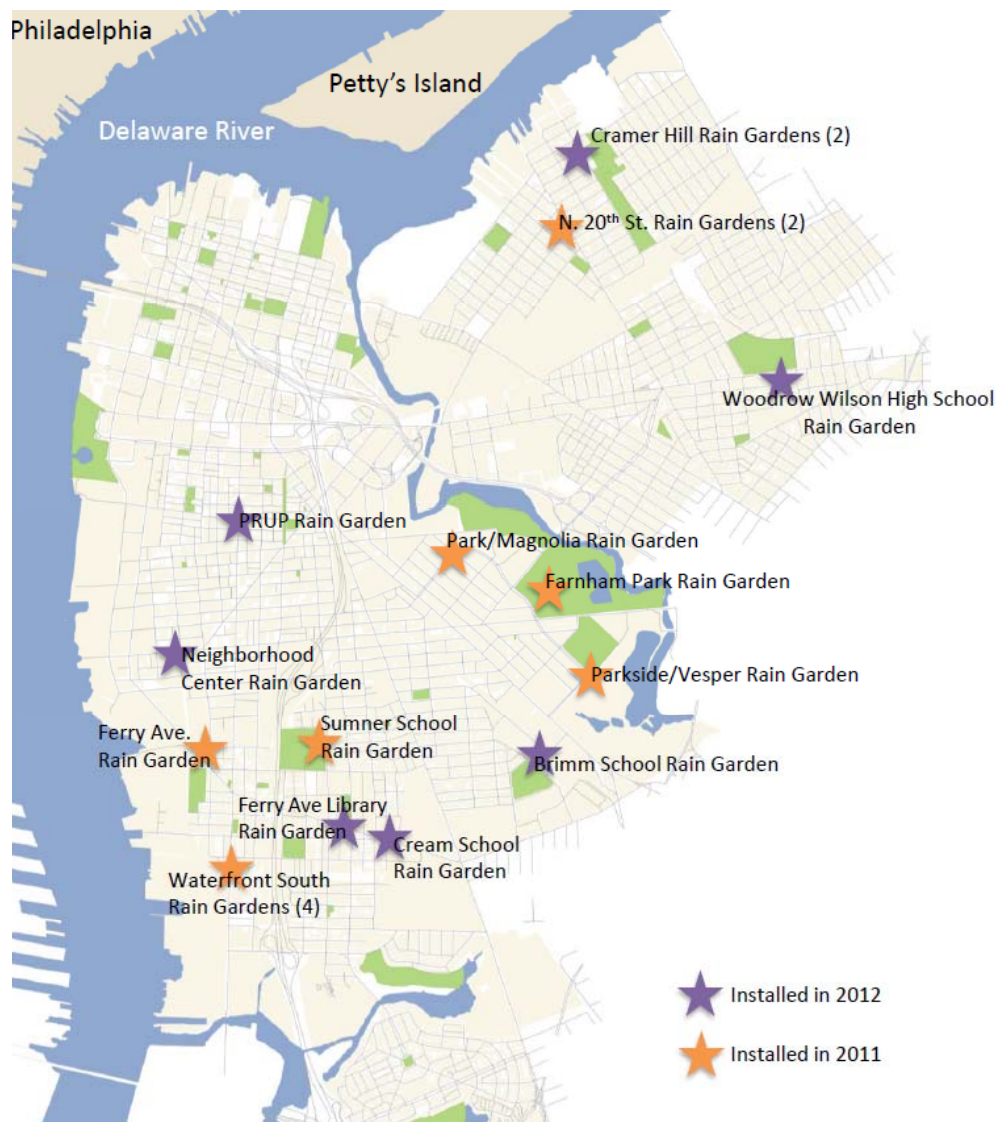 Philadelphia
Petty's Island
Delaware River
Cramer Hill Rain Gardens (2)
N. 20th St. Rain Gardens (2)
Woodrow Wilson High School
Rain Garden
PRUP Rain Garden
Park/Magnolia Rain Garden
Farnham Park Rain Garden
Neighborhood
Center Rain Garden
Parkside/Vesper Rain Garden
Ferry Ave.
Rain Garden
Sumner School
Rain Garden
Brimm School Rain Garden
Ferry Ave Library
Rain Garden
Cream School
Rain Garden
Waterfront South
Rain Gardens (4)
Installed in 2012
Installed in 2011